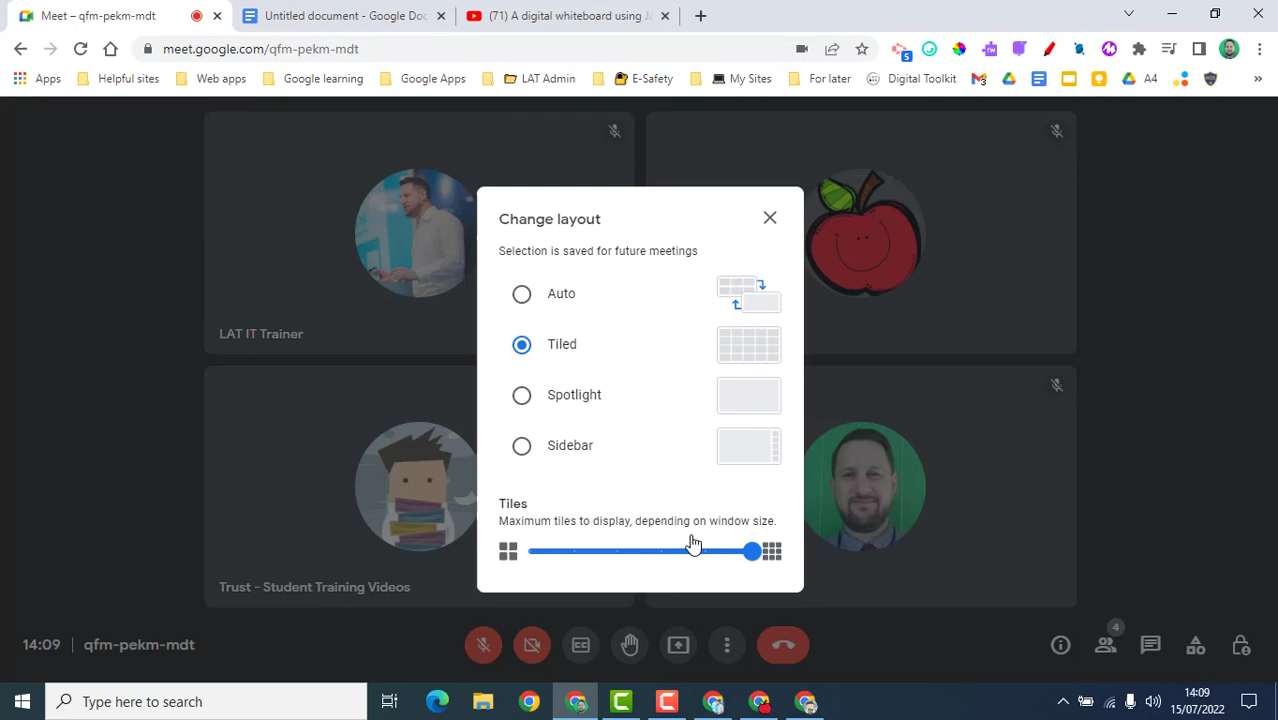 Meet – qfm-pekm-mdt
Untitled document - Google Doc
(71) A digital whiteboard using Ja
meet.google.com/qfm-pekm-mdt
5
Apps
Helpful sites
Web apps
Google learning
Google Apps
LAT Admin
E-Safety
My Sites
For later
Digital Toolkit
3
A4
»
Change layout
Selection is saved for future meetings
Auto
Tiled
Spotlight
Sidebar
Tiles
Maximum tiles to display, depending on window size.
LAT IT Trainer
Trust - Student Training Videos
14:09 | qfm-pekm-mdt
CC
4
Type here to search
14:09
15/07/2022